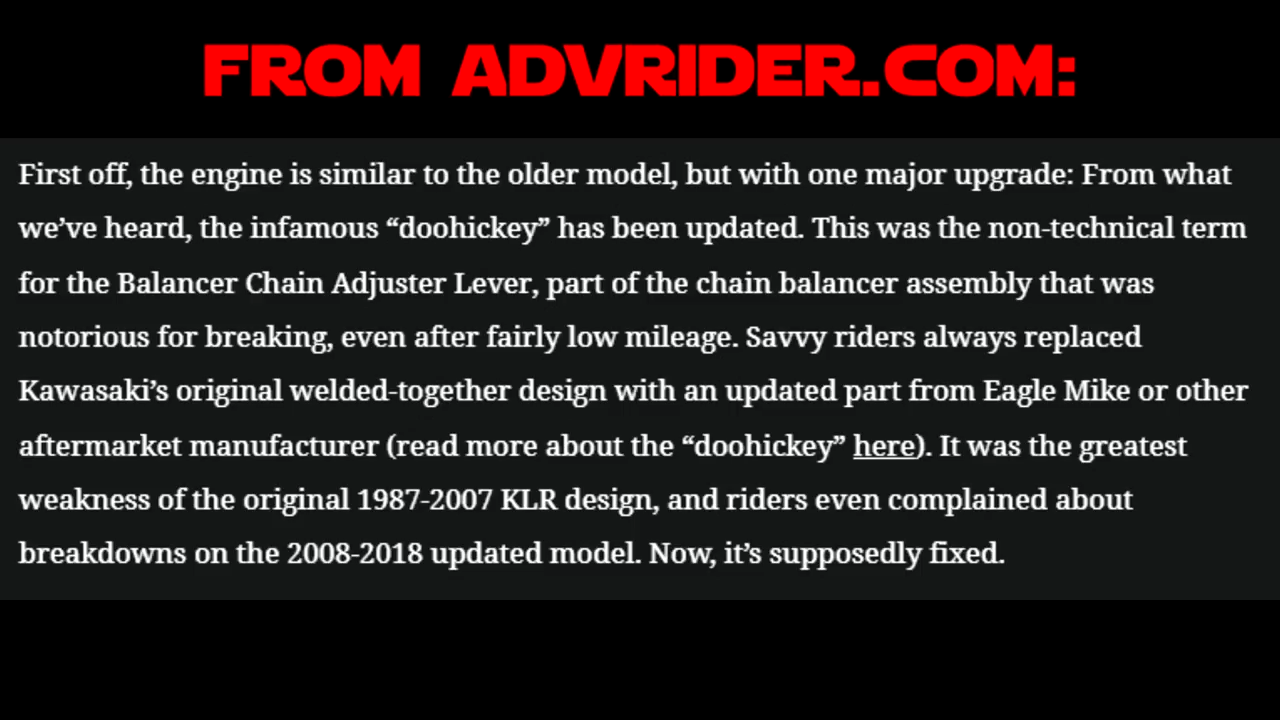 FROM ADVRIDER.COM:
First off, the engine is similar to the older model, but with one major upgrade: From what
we’ve heard, the infamous “doohickey” has been updated. This was the non-technical term
for the Balancer Chain Adjuster Lever, part of the chain balancer assembly that was
notorious for breaking, even after fairly low mileage. Savvy riders always replaced
Kawasaki’s original welded-together design with an updated part from Eagle Mike or other
aftermarket manufacturer (read more about the “doohickey” here). It was the greatest
weakness of the original 1987-2007 KLR design, and riders even complained about
breakdowns on the 2008-2018 updated model. Now, it’s supposedly fixed.